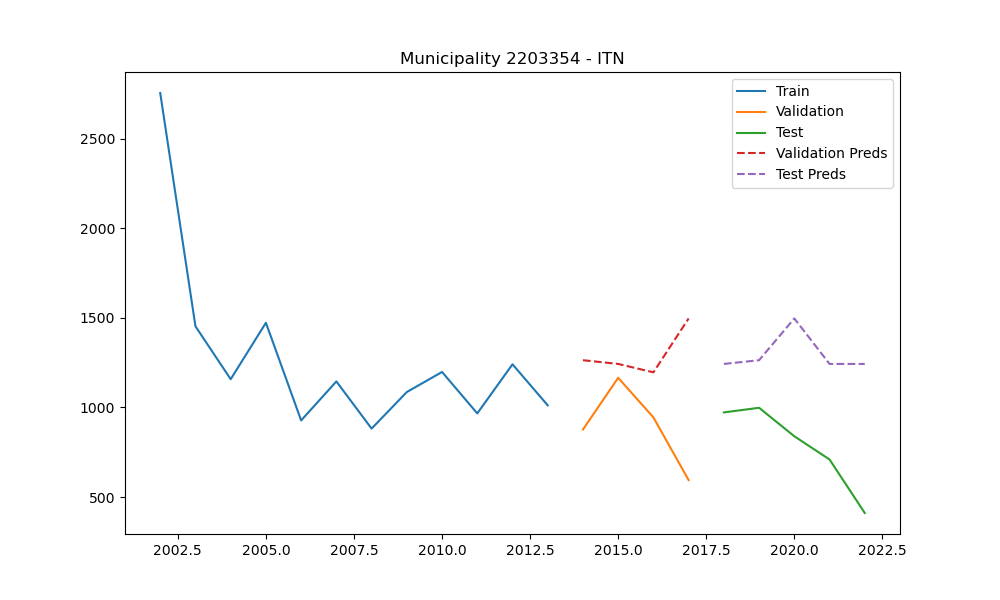 Municipality 2203354 - ITN
Train
Validation
Test
Validation Preds
Test Preds
2500
2000
1500
1000
500
2002.5 2005.0 2007.5 2010.0 2012.5 2015.0 2017.5 2020.0 2022.5